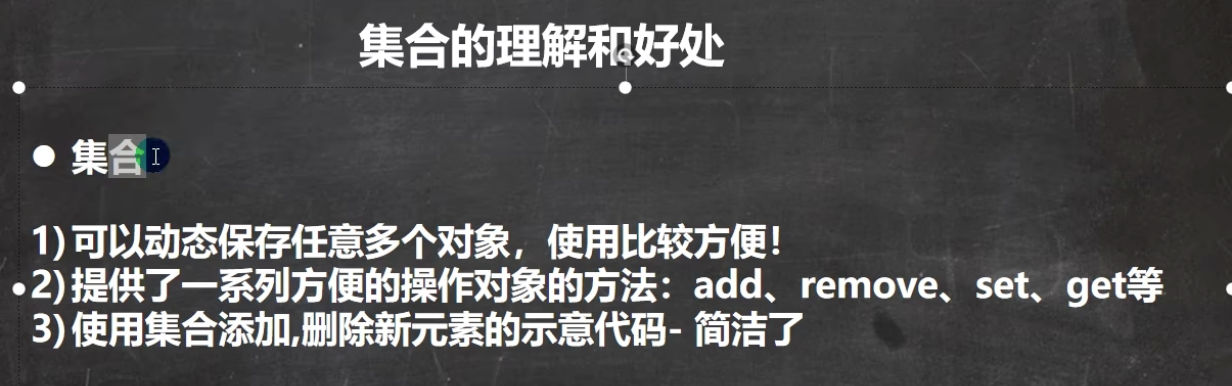 集合的理解和好处
● 集合
1) 可以动态保存任意多个对象，使用比较方便！
2) 提供了一系列方便的操作对象的方法：add、remove、set、get等
3) 使用集合添加,删除新元素的示意代码- 简洁了